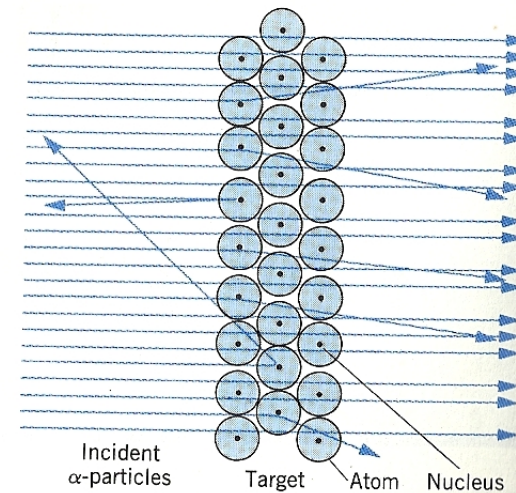 Incident
α-particles
Target
Atom
Nucleus